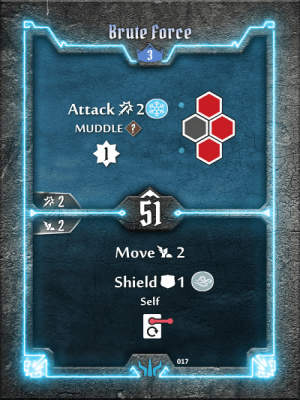 Brute Force
3
Attack 2
MUDDLE ?
1
51
2
2
Move 2
Shield 1
Self
017